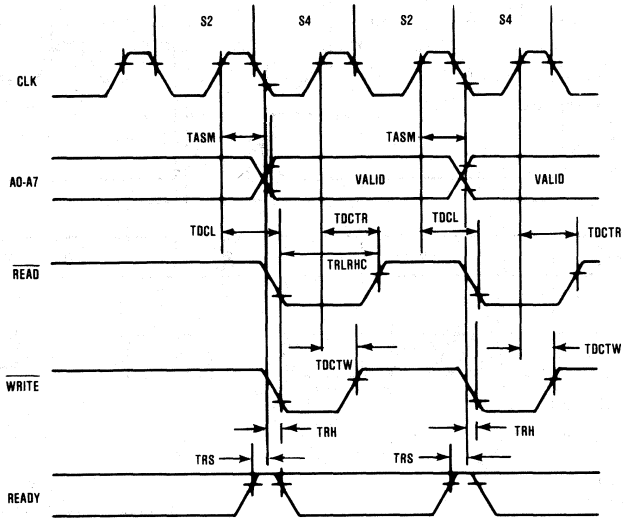 S2 S4 S2 S4
CLK
TASM TASM
A0-A7 VALID VALID
TDCL TDCTR TDCL TDCTR
READ TRLRHC
TDCTW TDCTW
WRITE
TRH TRH
TRS TRS
READY